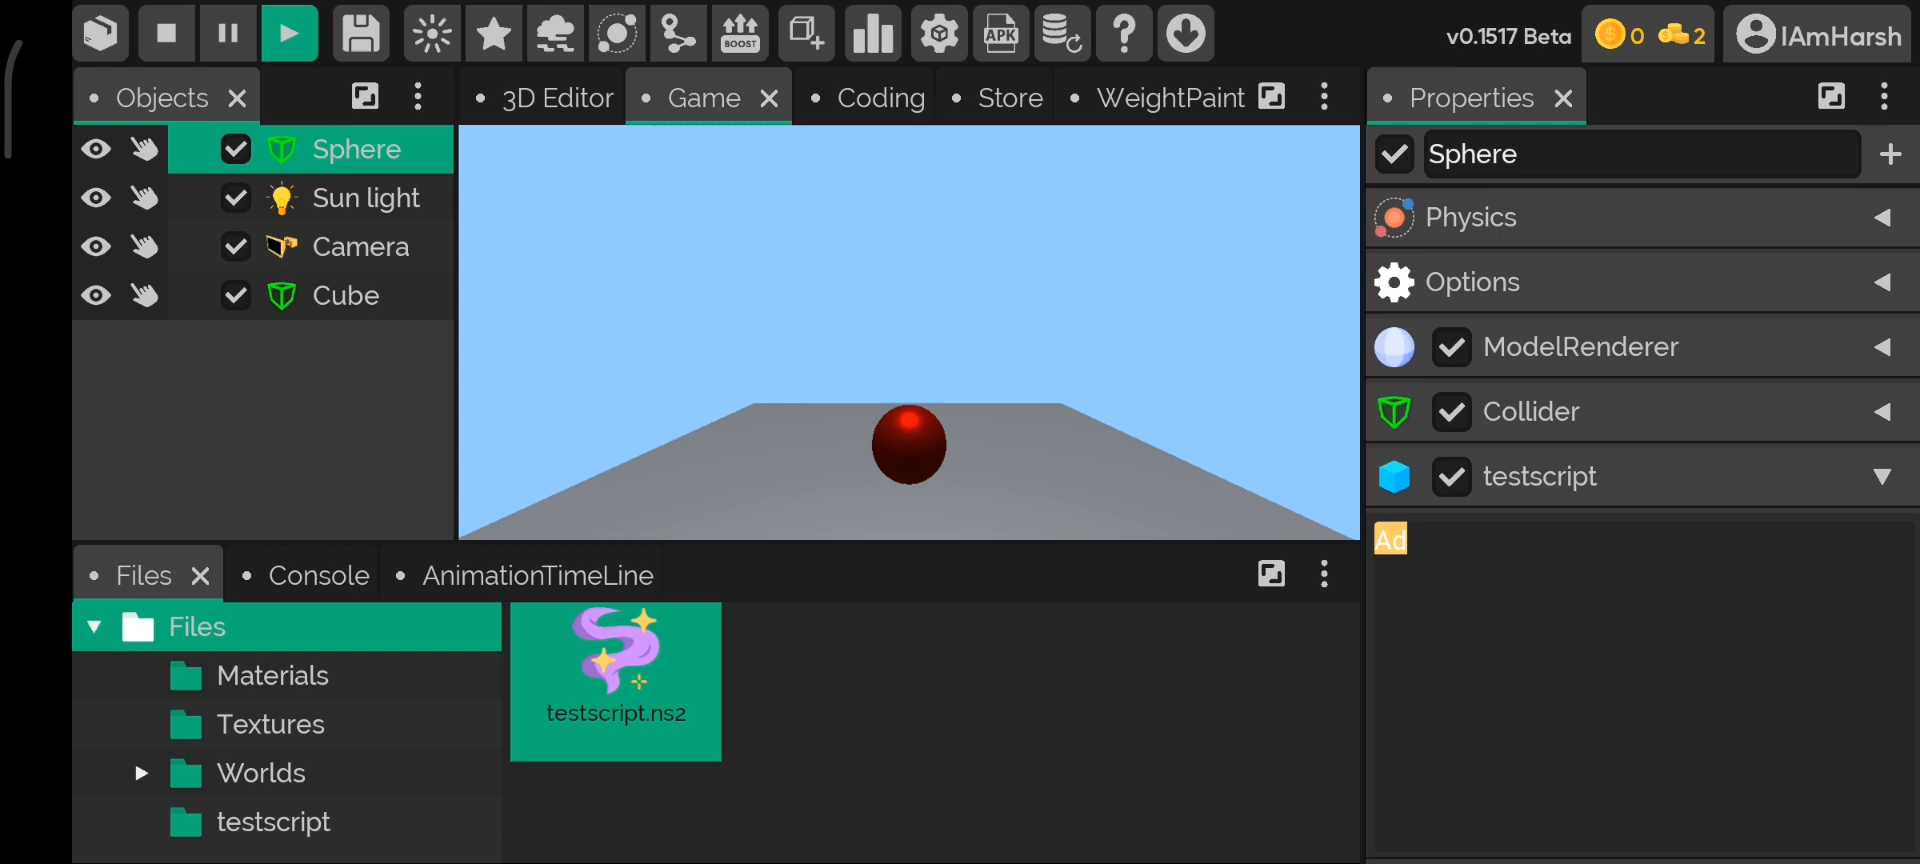 BOOST
APK
v0.1517 Beta
0
2
IAmHarsh
Objects
3D Editor
Game
Coding
Store
WeightPaint
Properties
Sphere
Sun light
Camera
Cube
Sphere
Physics
Options
ModelRenderer
Collider
testscript
Ad
Files
Console
AnimationTimeLine
Files
Materials
Textures
Worlds
testscript
testscript.ns2